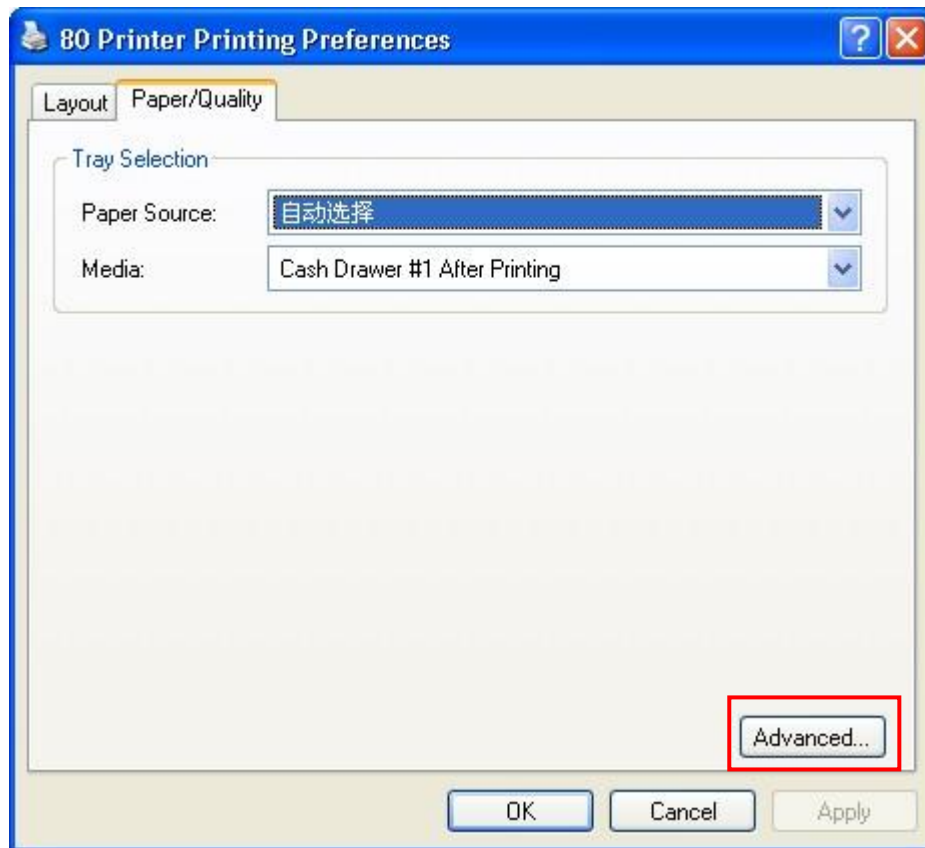 80 Printer Printing Preferences
Layout Paper/Quality
Tray Selection
Paper Source: 自动选择
Media: Cash Drawer #1 After Printing
Advanced...
OK Cancel Apply